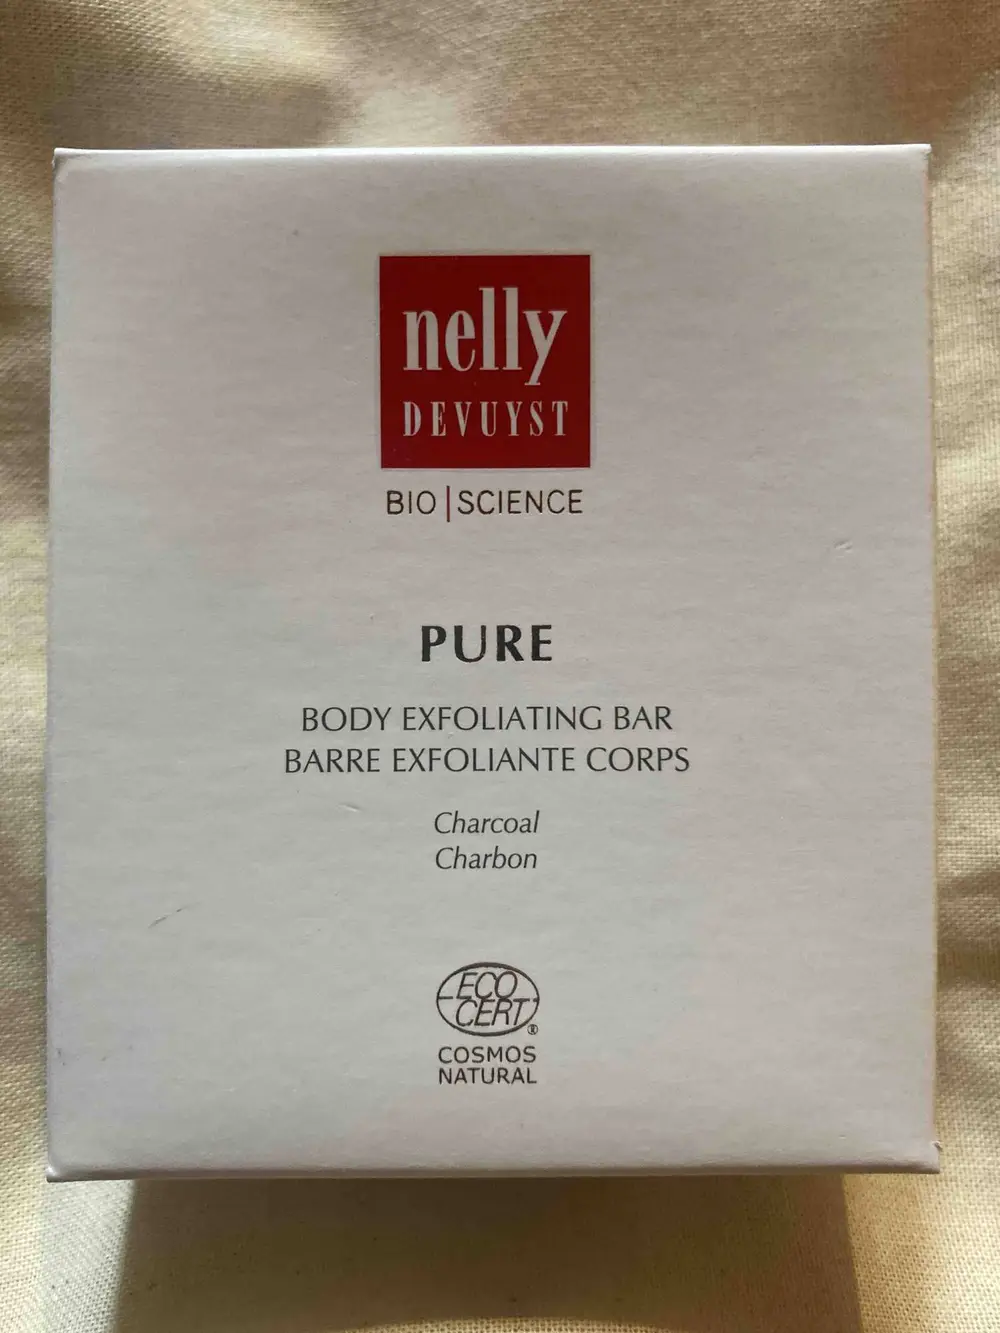 nelly
DEVUYST
BIO|SCIENCE
PURE
BODY EXFOLIATING BAR
BARRE EXFOLIANTE CORPS
Charcoal
Charbon
ECO
CERT®
COSMOS
NATURAL